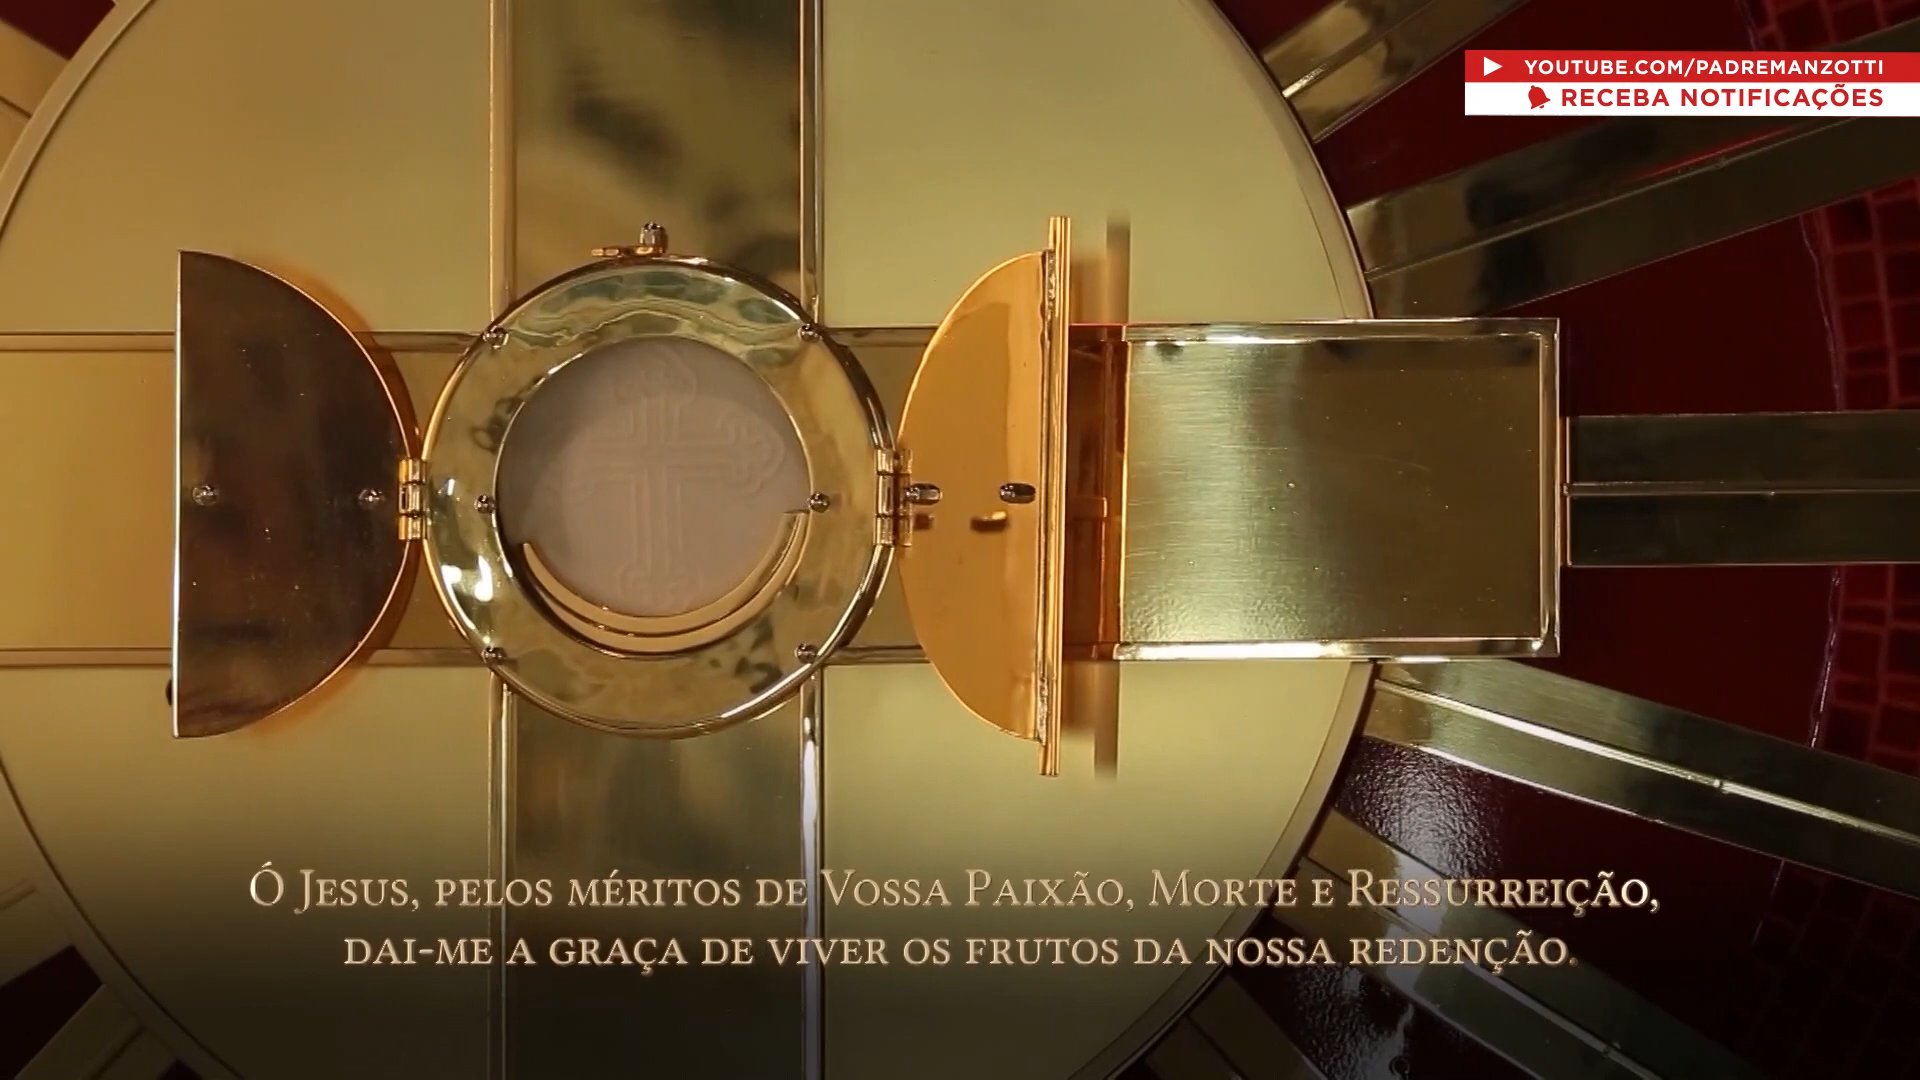 YOUTUBE.COM/PADREMANZOTTI
RECEBA NOTIFICAÇÕES
Ó Jesus, pelos méritos de Vossa Paixão, Morte e Ressurreição,
dai-me a graça de viver os frutos da nossa redenção.